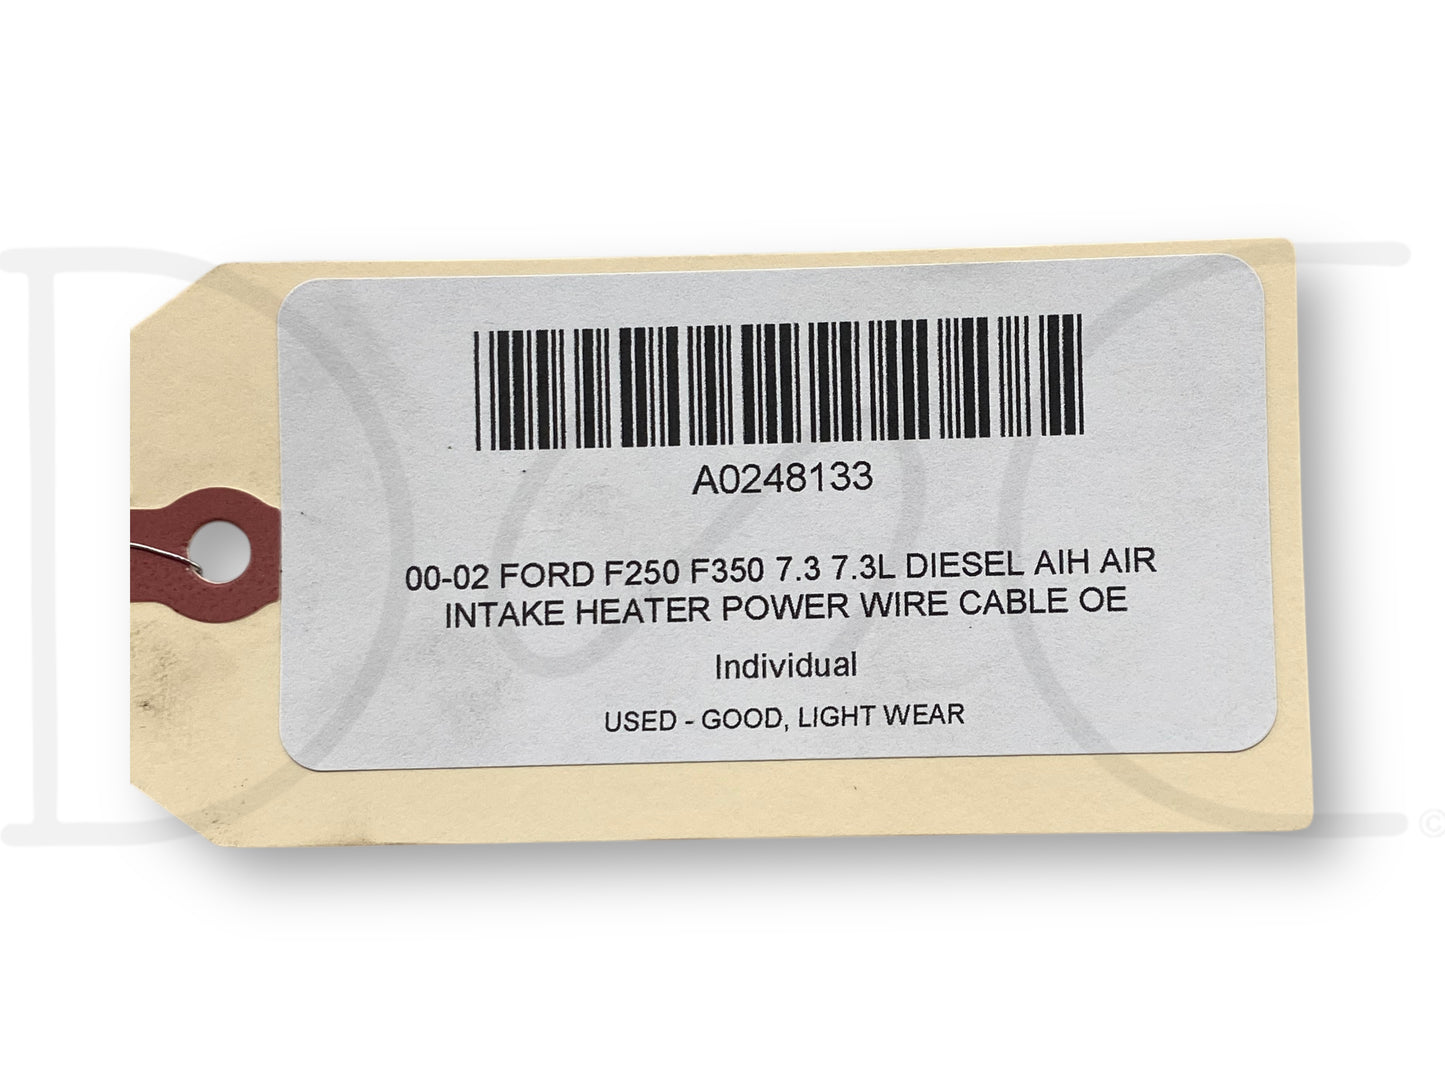 A0248133
00-02 FORD F250 F350 7.3 7.3L DIESEL AIH AIR
INTAKE HEATER POWER WIRE CABLE OE
Individual
USED - GOOD, LIGHT WEAR
©